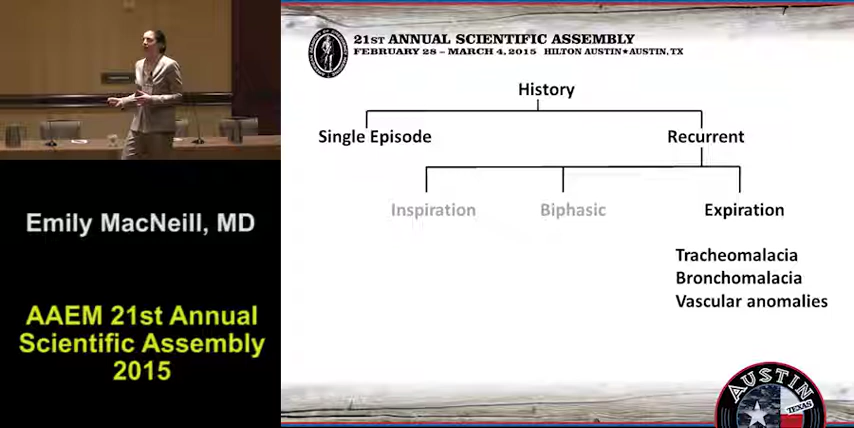 21ST ANNUAL SCIENTIFIC ASSEMBLY
FEBRUARY 28 – MARCH 4, 2015 HILTON AUSTIN★AUSTIN, TX
History
Single Episode
Recurrent
Inspiration
Biphasic
Expiration
Tracheomalacia
Bronchomalacia
Vascular anomalies
Emily MacNeill, MD
AAEM 21st Annual
Scientific Assembly
2015
AUSTIN
TEXAS